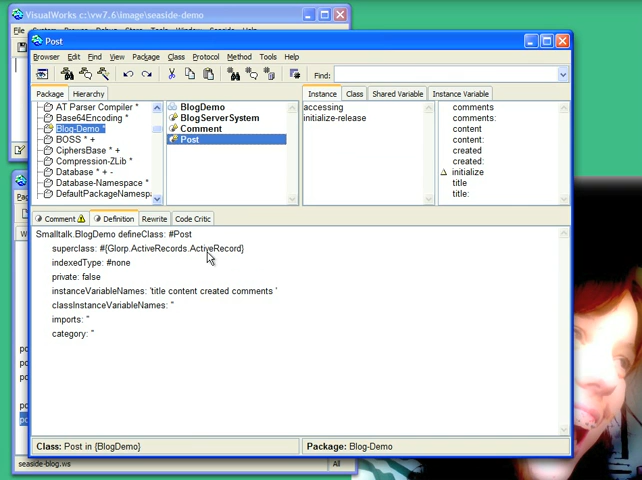 VisualWorks c:\vw7.6\image\seaside-demo
Post
Browser Edit Find View Package Class Protocol Method Tools Help
Find:
Package Hierarchy
Instance Class Shared Variable Instance Variable
AT Parser Compiler *
Base64Encoding *
Blog-Demo *
BOSS * +
CiphersBase * +
Compression-ZLib *
Database * + -
Database-Namespace *
DefaultPackageNamespa
BlogDemo
BlogServerSystem
Comment
Post
accessing
initialize-release
comments
comments:
content
content:
created
created:
initialize
title
title:
Comment Definition Rewrite Code Critic
Smalltalk.BlogDemo defineClass: #Post
superclass: #{Glorp.ActiveRecords.ActiveRecord}
indexedType: #none
private: false
instanceVariableNames: 'title content created comments '
classInstanceVariableNames: ''
imports: ''
category: ''
Class: Post in {BlogDemo}
Package: Blog-Demo
seaside-blog.ws
All